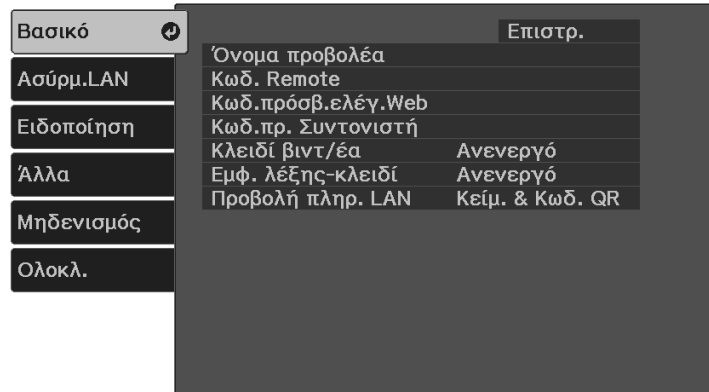 Βασικό
Ασύρμ.LAN
Ειδοποίηση
Άλλα
Μηδενισμός
Ολοκλ.
Επιστρ.
Όνομα προβολέα
Κωδ. Remote
Κωδ.πρόσβ.ελέγ.Web
Κωδ.πρ. Συντονιστή
Κλειδί βιντ/έα Ανενεργό
Εμφ. λέξης-κλειδί Ανενεργό
Προβολή πληρ. LAN Κείμ. & Κωδ. QR